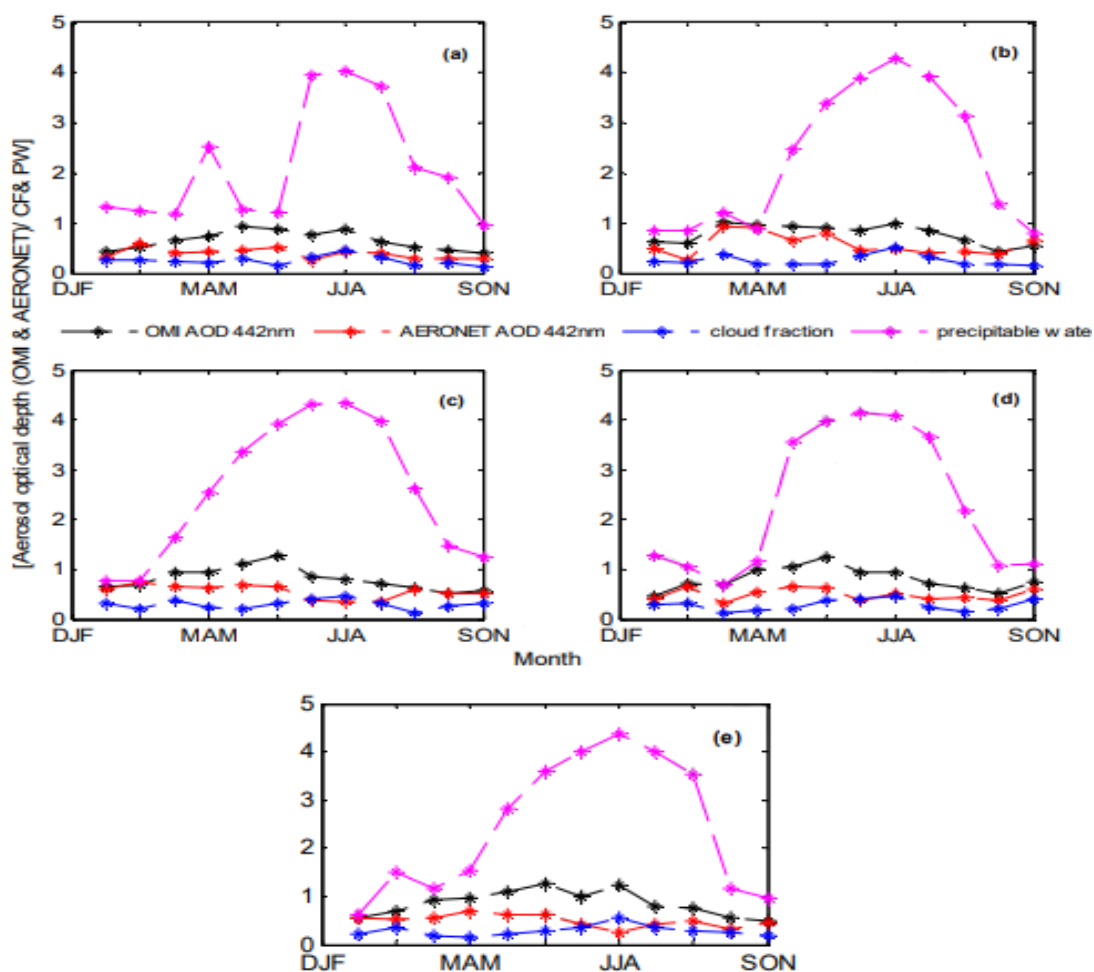 [Aerosol optical depth (OMI & AERONET)/ CF& PW]
5
4
3
2
1
0
(a)
DJF MAM JJA SON
5
4
3
2
1
0
(b)
DJF MAM JJA SON
OMI AOD 442nm AERONET AOD 442nm cloud fraction precipitable w ate
5
4
3
2
1
0
(c)
DJF MAM JJA SON
5
4
3
2
1
0
(d)
DJF MAM JJA SON
Month
5
4
3
2
1
0
(e)
DJF MAM JJA SON